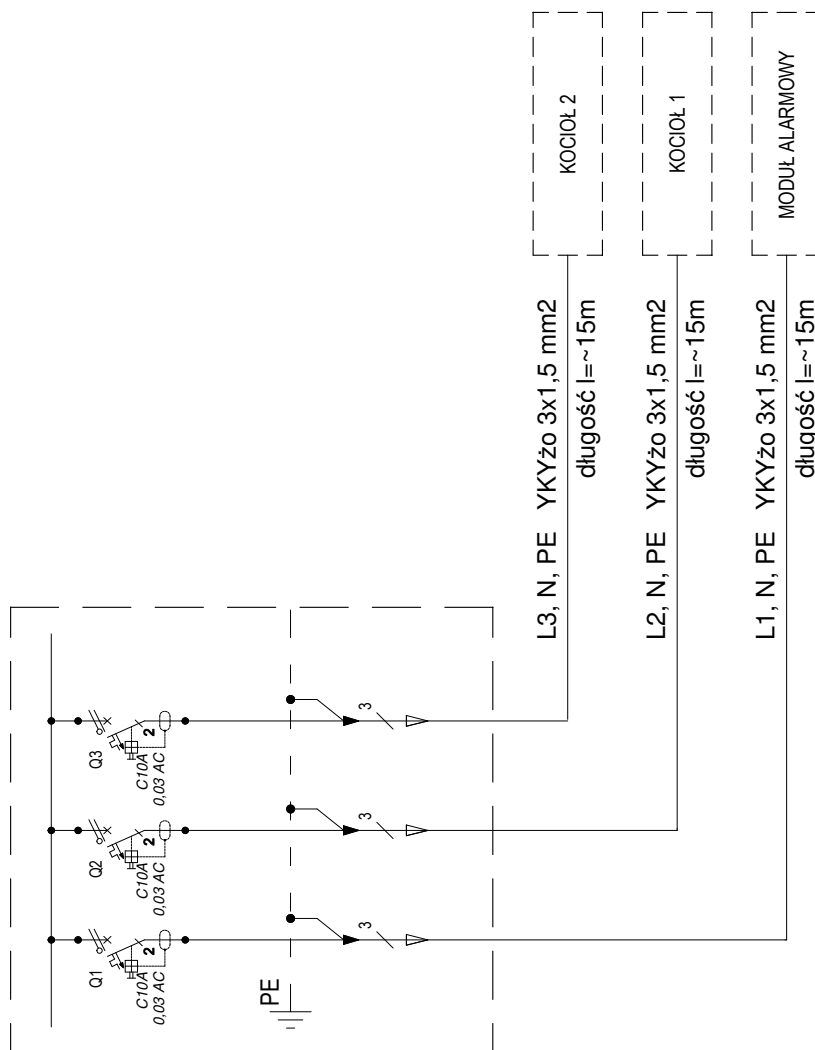 KOCIOŁ 2
KOCIOŁ 1
MODUŁ ALARMOWY
L3, N, PE YKYżo 3x1,5 mm2
długość l=~15m
L2, N, PE YKYżo 3x1,5 mm2
długość l=~15m
L1, N, PE YKYżo 3x1,5 mm2
długość l=~15m
Q3
2
C10A
0,03 AC
3
Q2
2
C10A
0,03 AC
3
Q1
2
C10A
0,03 AC
3
PE